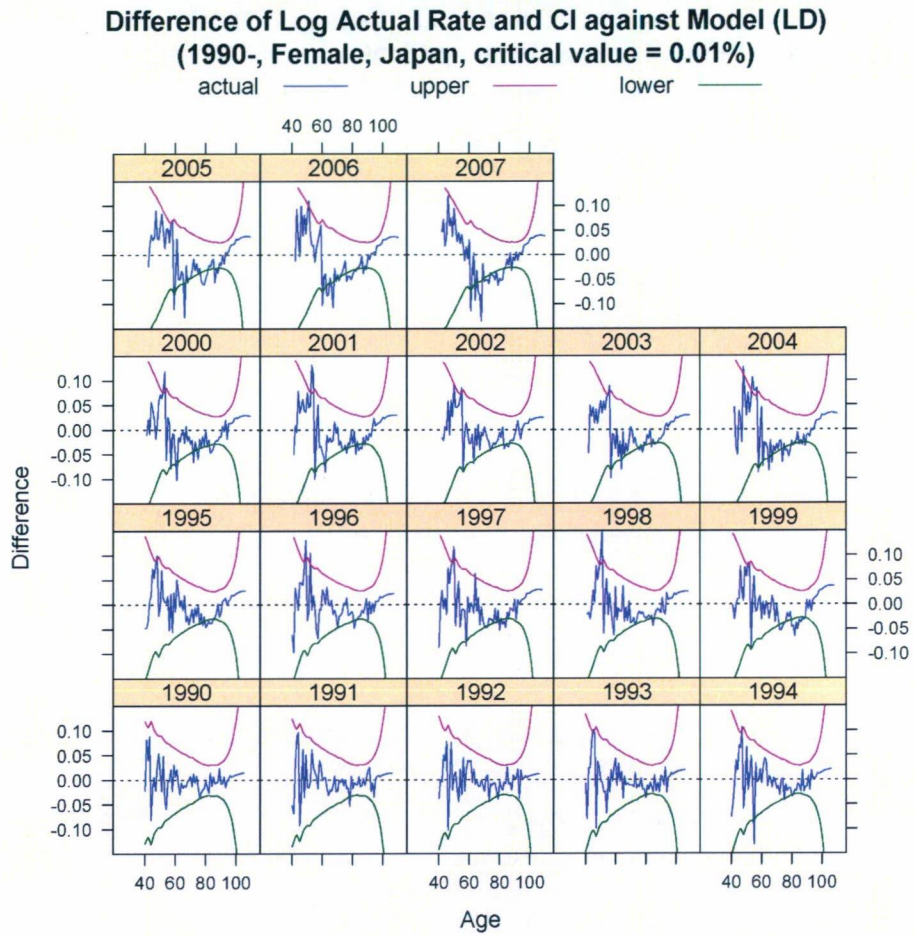 Difference of Log Actual Rate and CI against Model (LD)
(1990-, Female, Japan, critical value = 0.01%)
actual upper lower
40 60 80 100
2005 2006 2007
0.10
0.05
0.00
-0.05
-0.10
2000 2001 2002 2003 2004
0.10
0.05
0.00
-0.05
-0.10
1995 1996 1997 1998 1999
0.10
0.05
0.00
-0.05
-0.10
1990 1991 1992 1993 1994
0.10
0.05
0.00
-0.05
-0.10
40 60 80 100 40 60 80 100 40 60 80 100
Difference
Age